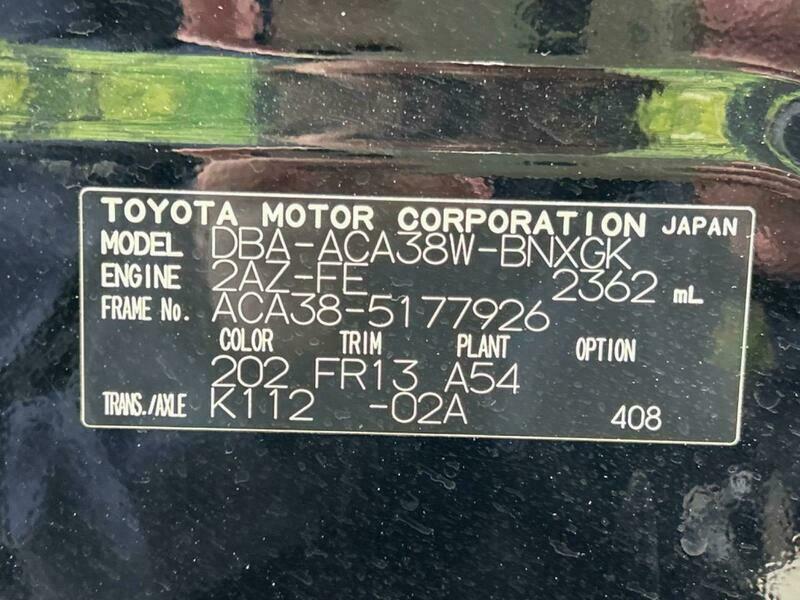 TOYOTA MOTOR CORPORATION JAPAN
MODEL DBA-ACA38W-BNXGK
ENGINE 2AZ-FE 2362 mL
FRAME No. ACA38-5177926
COLOR TRIM PLANT OPTION
202 FR13 A54
TRANS./AXLE K112 -02A 408